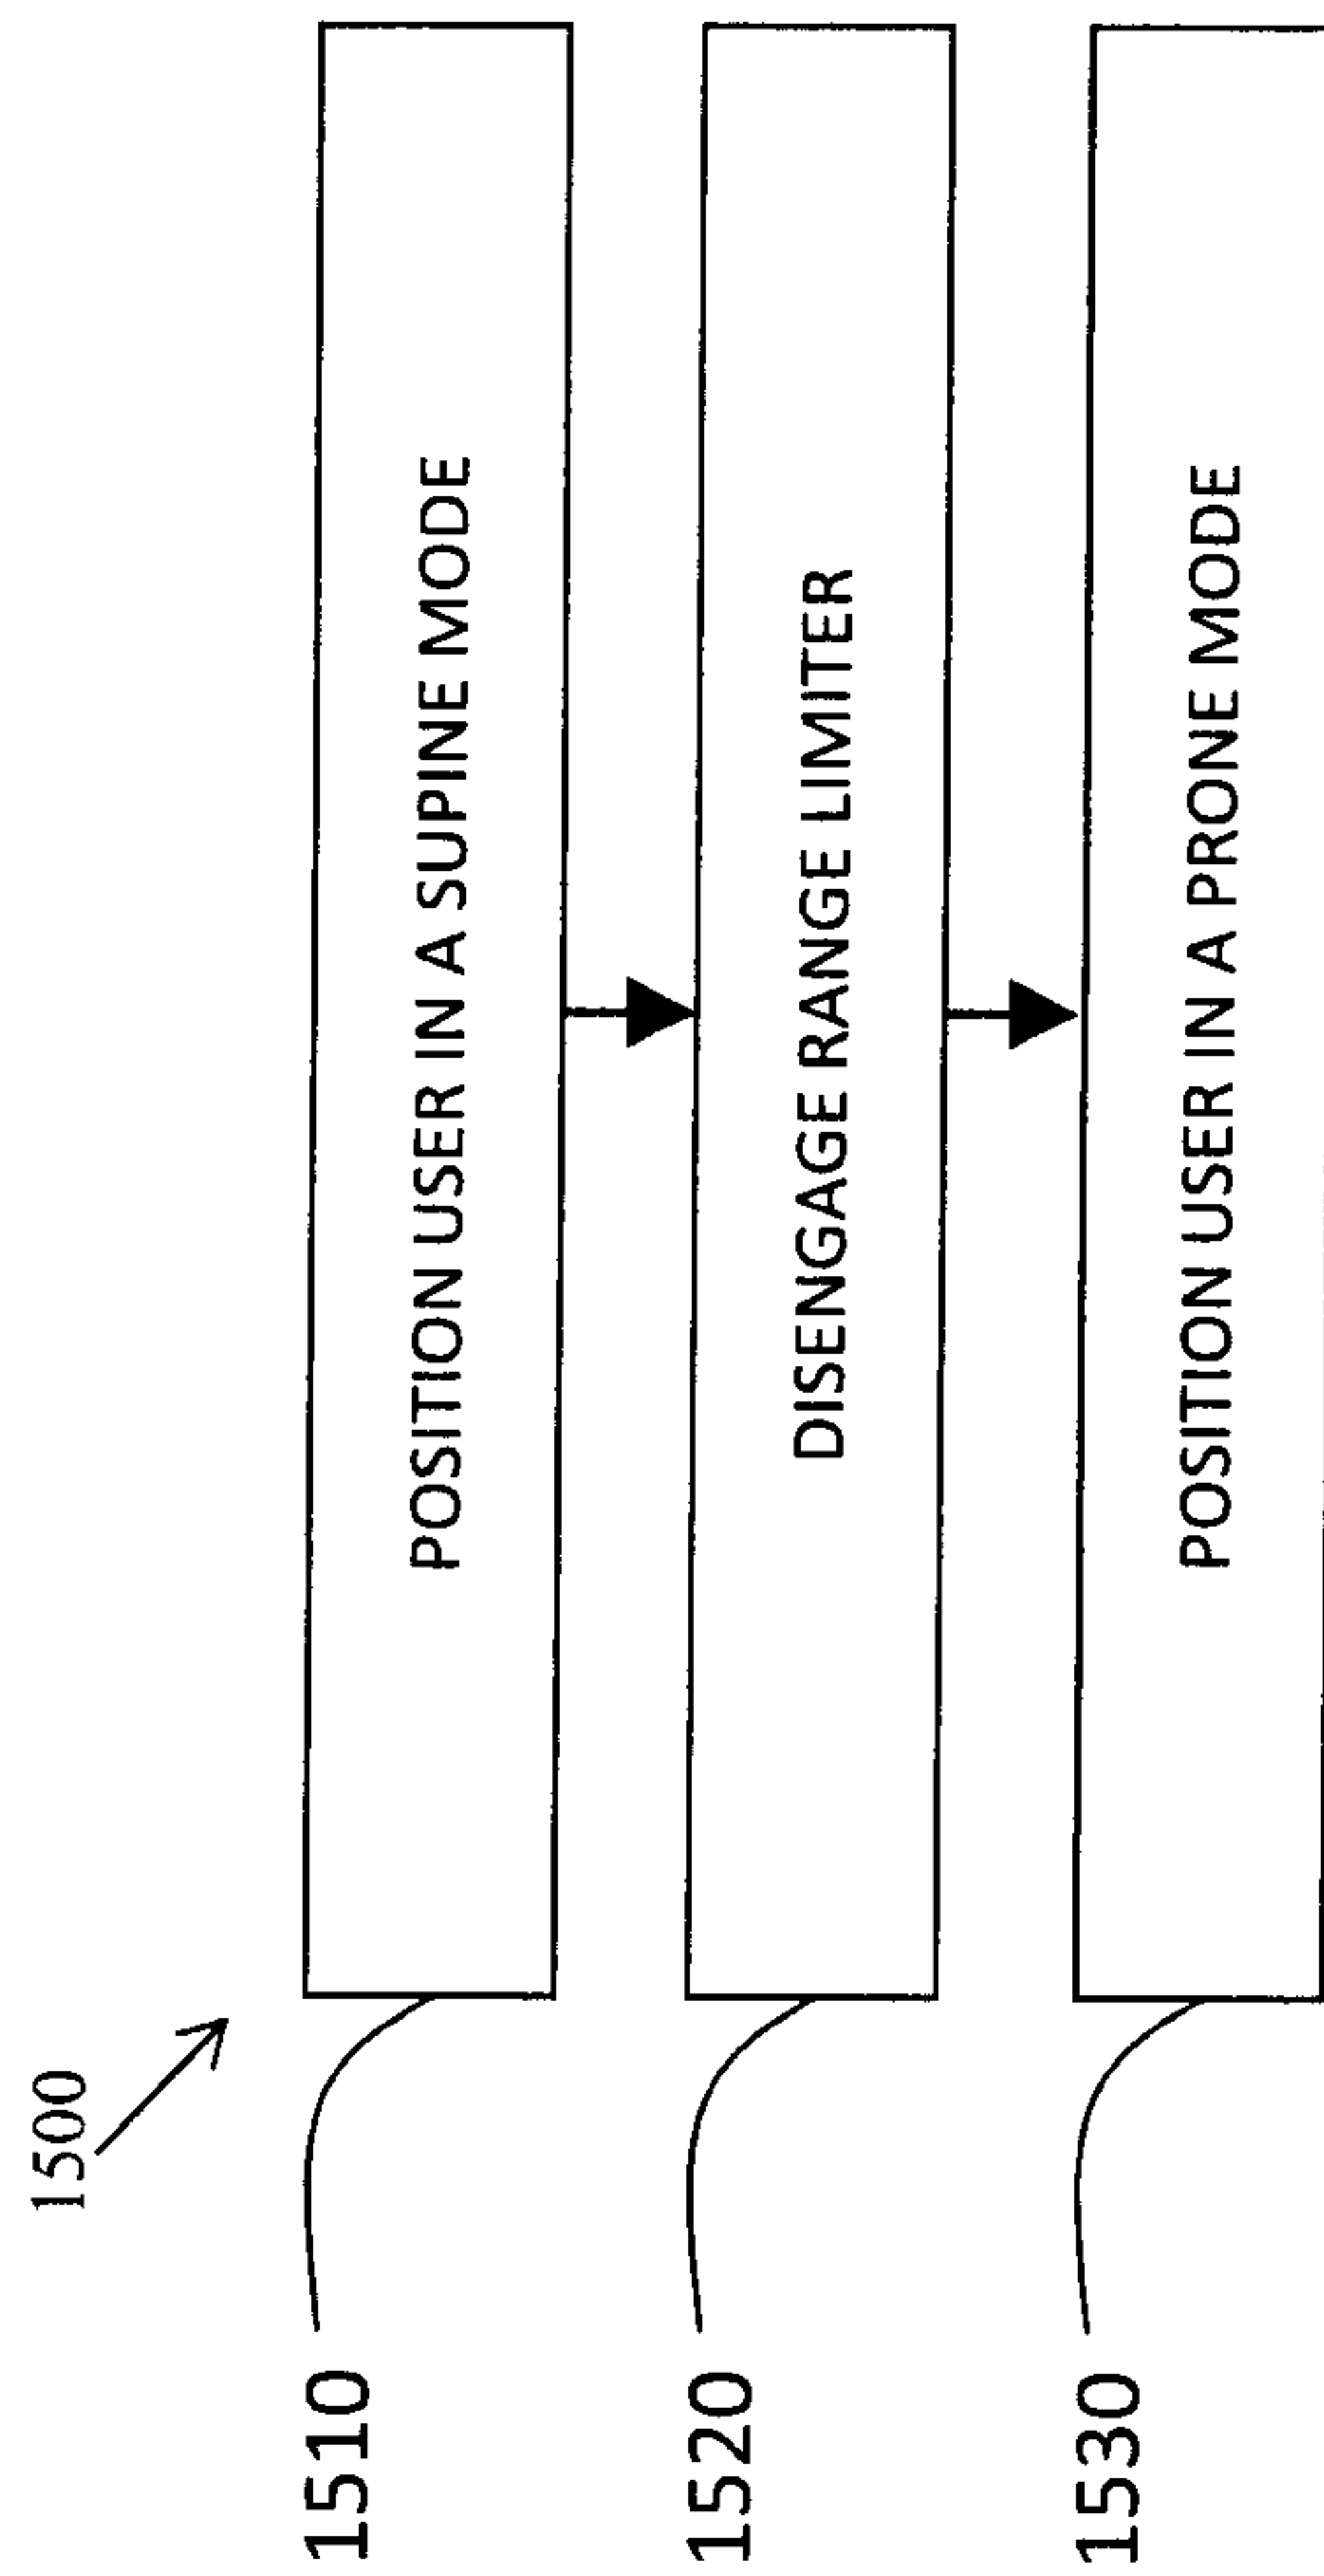 1500
1510
POSITION USER IN A SUPINE MODE
1520
DISENGAGE RANGE LIMITER
1530
POSITION USER IN A PRONE MODE